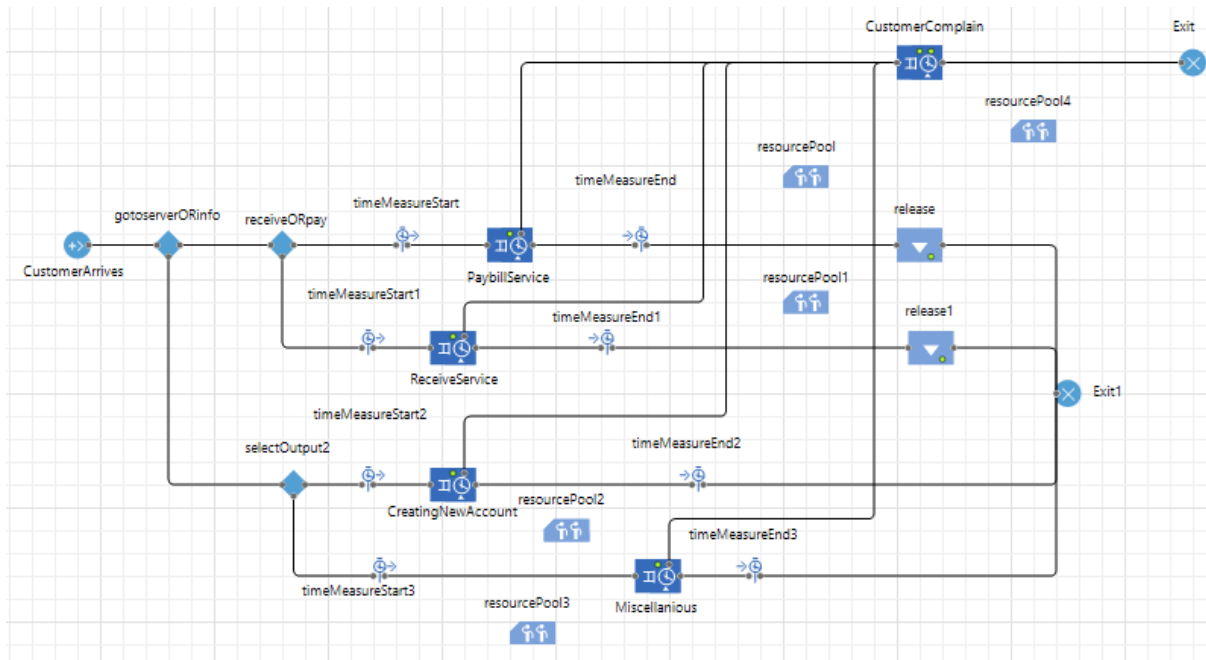 CustomerComplain
Exit
resourcePool4
resourcePool
timeMeasureEnd
timeMeasureStart
release
gotoserverORinfo
receiveORpay
CustomerArrives
PaybillService
resourcePool1
timeMeasureStart1
timeMeasureEnd1
release1
ReceiveService
Exit1
timeMeasureStart2
selectOutput2
timeMeasureEnd2
CreatingNewAccount
resourcePool2
timeMeasureEnd3
timeMeasureStart3
resourcePool3
Miscellanious